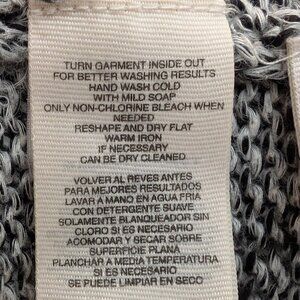 TURN GARMENT INSIDE OUT
FOR BETTER WASHING RESULTS
HAND WASH COLD
WITH MILD SOAP
ONLY NON-CHLORINE BLEACH WHEN
NEEDED
RESHAPE AND DRY FLAT
WARM IRON
IF NECESSARY
CAN BE DRY CLEANED
VOLVER AL REVES ANTES
PARA MEJORES RESULTADOS
LAVAR A MANO EN AGUA FRIA
CON DETERGENTE SUAVE
SOLAMENTE BLANQUEADOR SIN
CLORO SI ES NECESARIO
ACOMODAR Y SECAR SOBRE
SUPERFICIE PLANA
PLANCHAR A MEDIA TEMPERATURA
SI ES NECESARIO
SE PUEDE LIMPIAR EN SECO